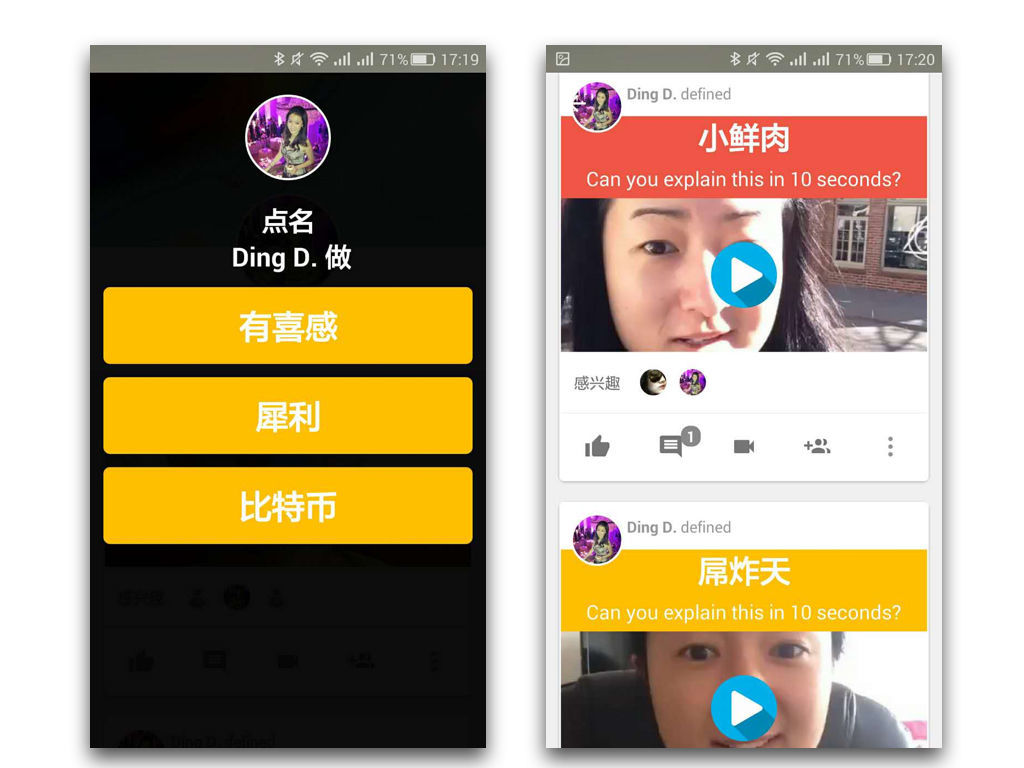 71% 17:19
点名
Ding D. 做
有喜感
犀利
比特币
Ding D. defined
71% 17:20
Ding D. defined
小鲜肉
Can you explain this in 10 seconds?
感兴趣
1
Ding D. defined
屌炸天
Can you explain this in 10 seconds?